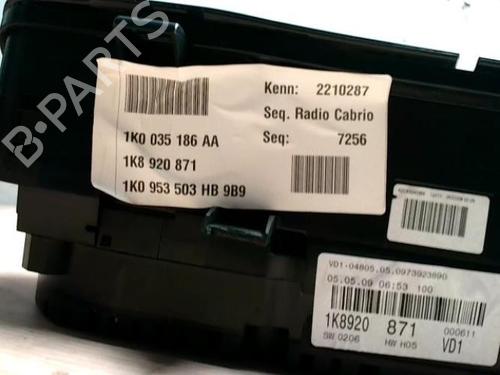 B-PARTS
Kenn: 2210287
Seq. Radio Cabrio
Seq: 7256
1K0 035 186 AA
1K8 920 871
1K0 953 503 HB 9B9
VD1-04805.05.0973923890
05.05.09 06:53 100
1K8920 871 000611
SW 0206 HW H05 VD1